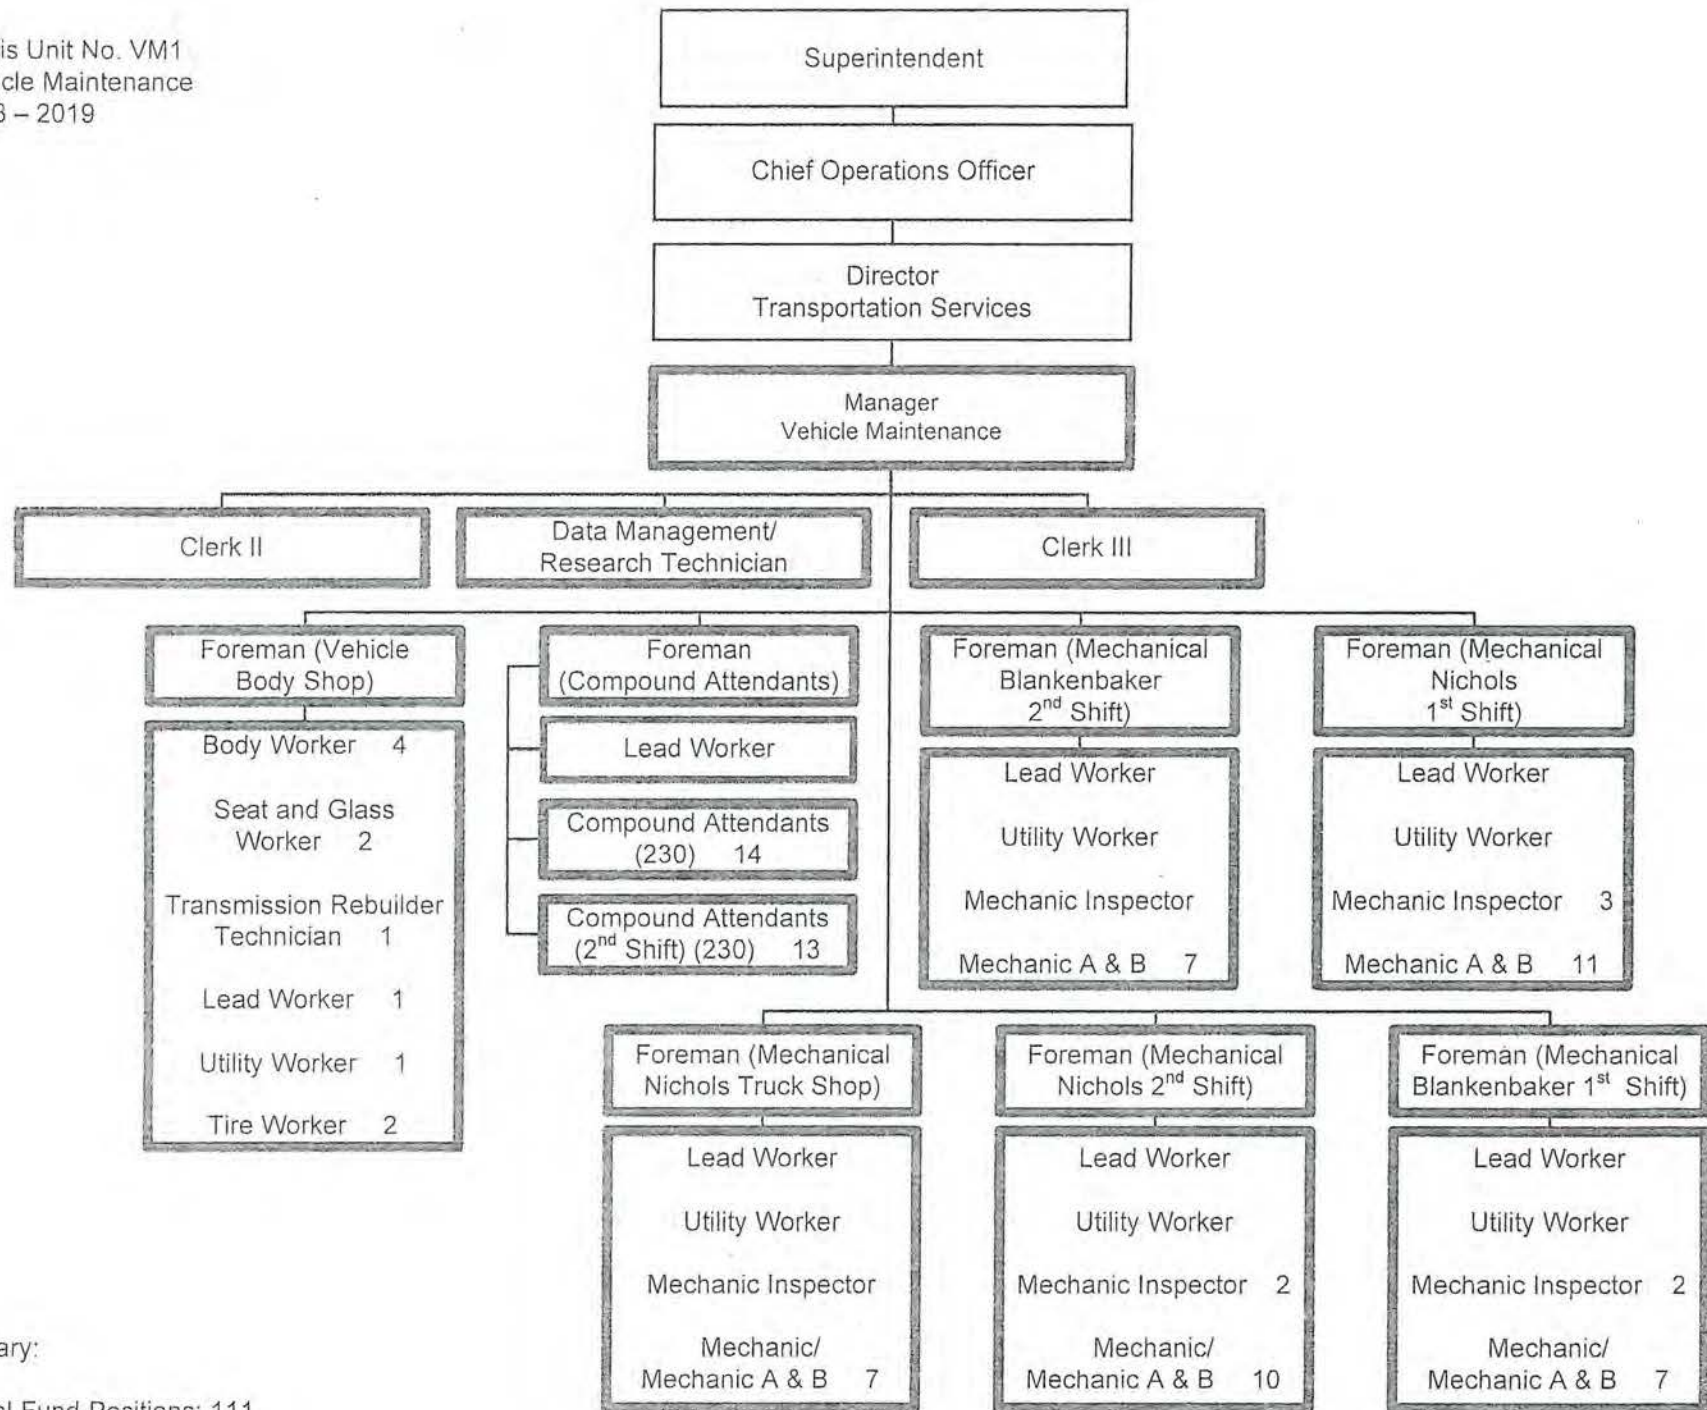 is Unit No. VM1
cle Maintenance
– 2019
Superintendent
Chief Operations Officer
Director
Transportation Services
Manager
Vehicle Maintenance
Clerk II
Data Management/
Research Technician
Clerk III
Foreman (Vehicle
Body Shop)
Body Worker 4
Seat and Glass
Worker 2
Transmission Rebuilder
Technician 1
Lead Worker 1
Utility Worker 1
Tire Worker 2
Foreman
(Compound Attendants)
Lead Worker
Compound Attendants
(230) 14
Compound Attendants
(2nd Shift) (230) 13
Foreman (Mechanical
Blankenbaker
2nd Shift)
Lead Worker
Utility Worker
Mechanic Inspector
Mechanic A & B 7
Foreman (Mechanical
Nichols
1st Shift)
Lead Worker
Utility Worker
Mechanic Inspector 3
Mechanic A & B 11
Foreman (Mechanical
Nichols Truck Shop)
Lead Worker
Utility Worker
Mechanic Inspector
Mechanic/
Mechanic A & B 7
Foreman (Mechanical
Nichols 2nd Shift)
Lead Worker
Utility Worker
Mechanic Inspector 2
Mechanic/
Mechanic A & B 10
Foreman (Mechanical
Blankenbaker 1st Shift)
Lead Worker
Utility Worker
Mechanic Inspector 2
Mechanic/
Mechanic A & B 7
ary:
Fund Positions: 111